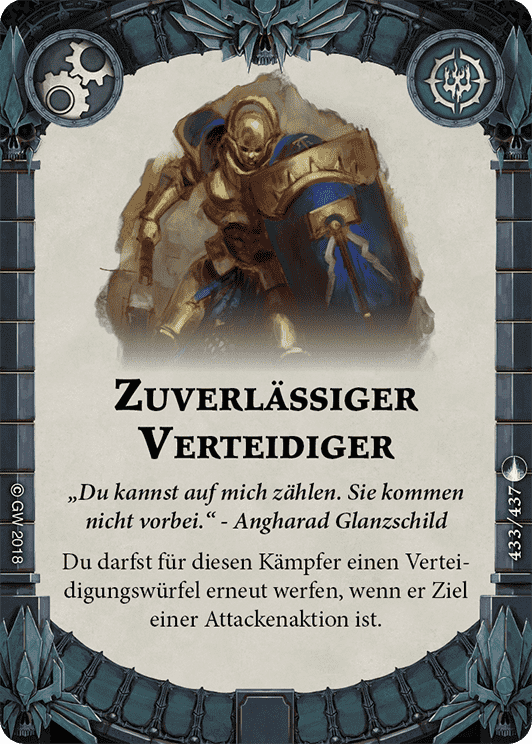 Zuverlässiger
Verteidiger
„Du kannst auf mich zählen. Sie kommen
nicht vorbei.“ - Angharad Glanzschild
Du darfst für diesen Kämpfer einen Vertei-
digungswürfel erneut werfen, wenn er Ziel
einer Attackenaktion ist.
© GW 2018
433/437